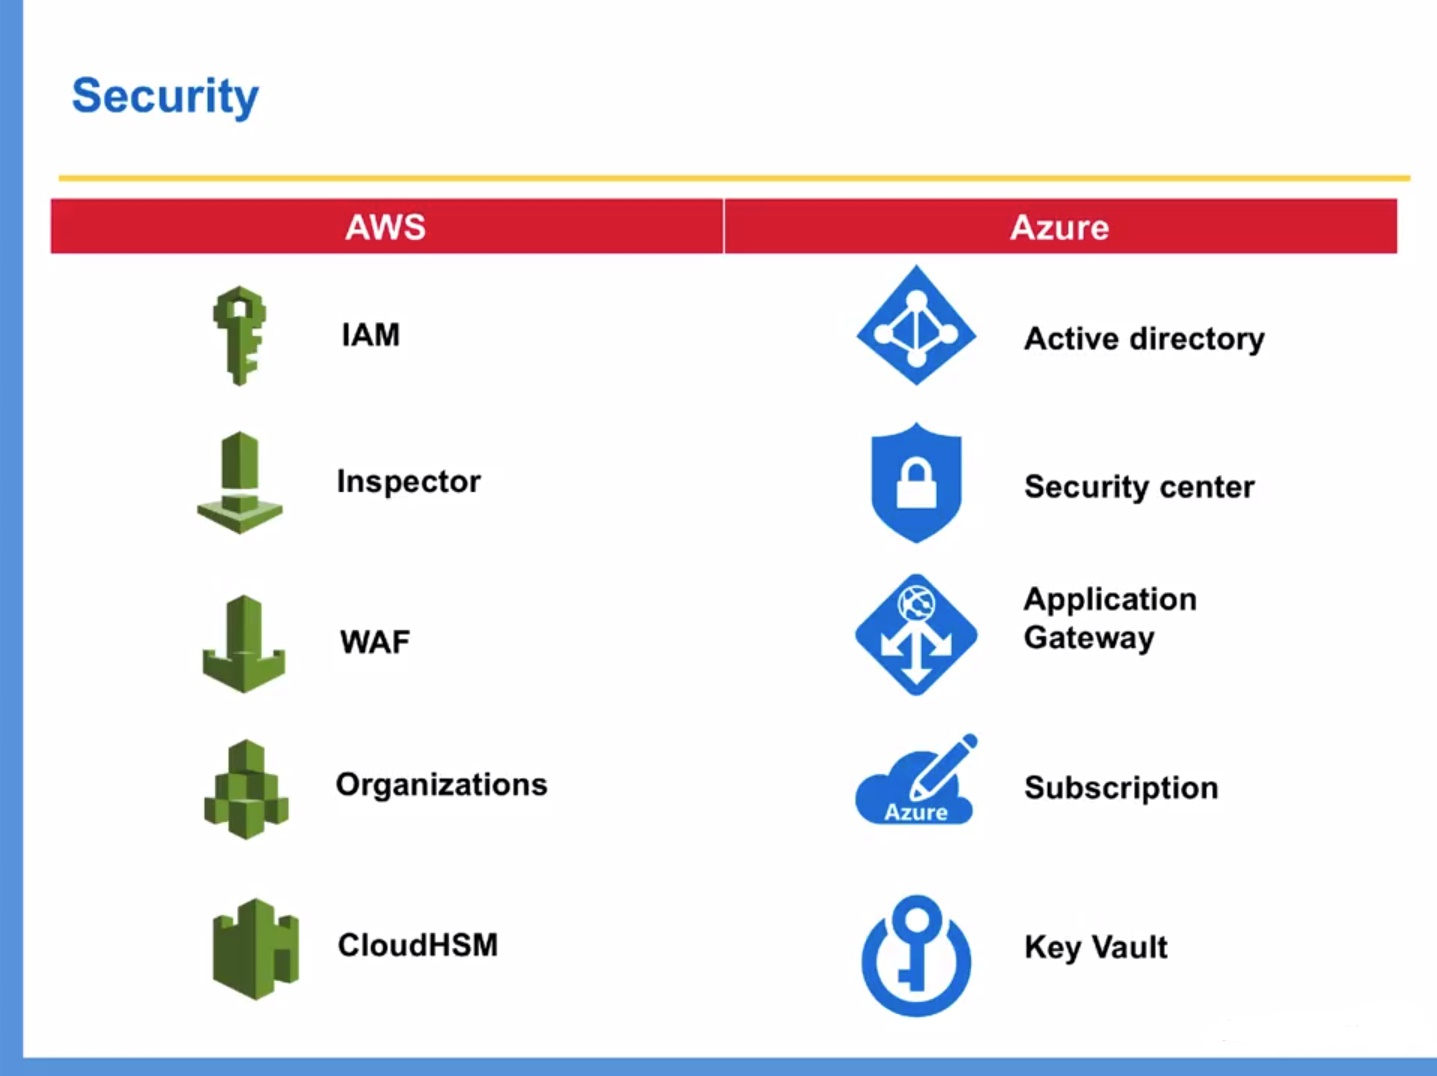 Security
AWS
Azure
IAM
Active directory
Inspector
Security center
WAF
Application
Gateway
Organizations
Azure
Subscription
CloudHSM
Key Vault